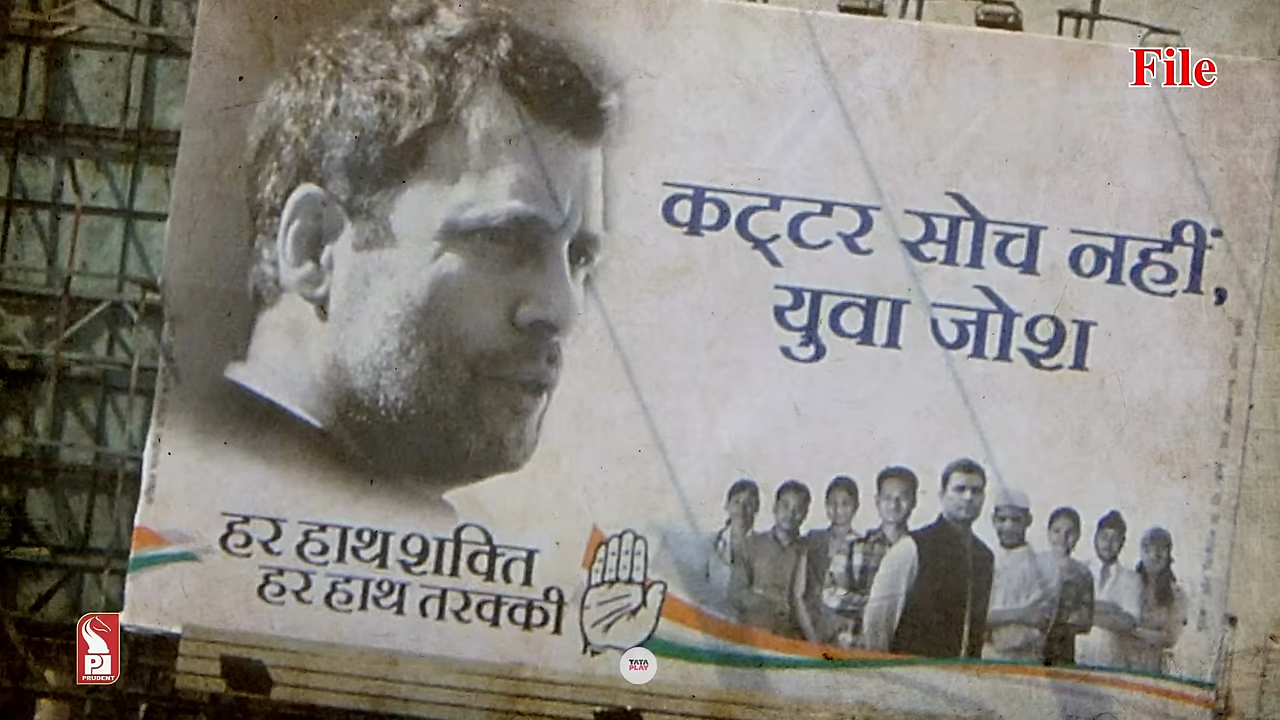 File
कट्टर सोच नहीं,
युवा जोश
हर हाथ शक्ति
हर हाथ तरक्की
PRUDENT
TATA
PLAY